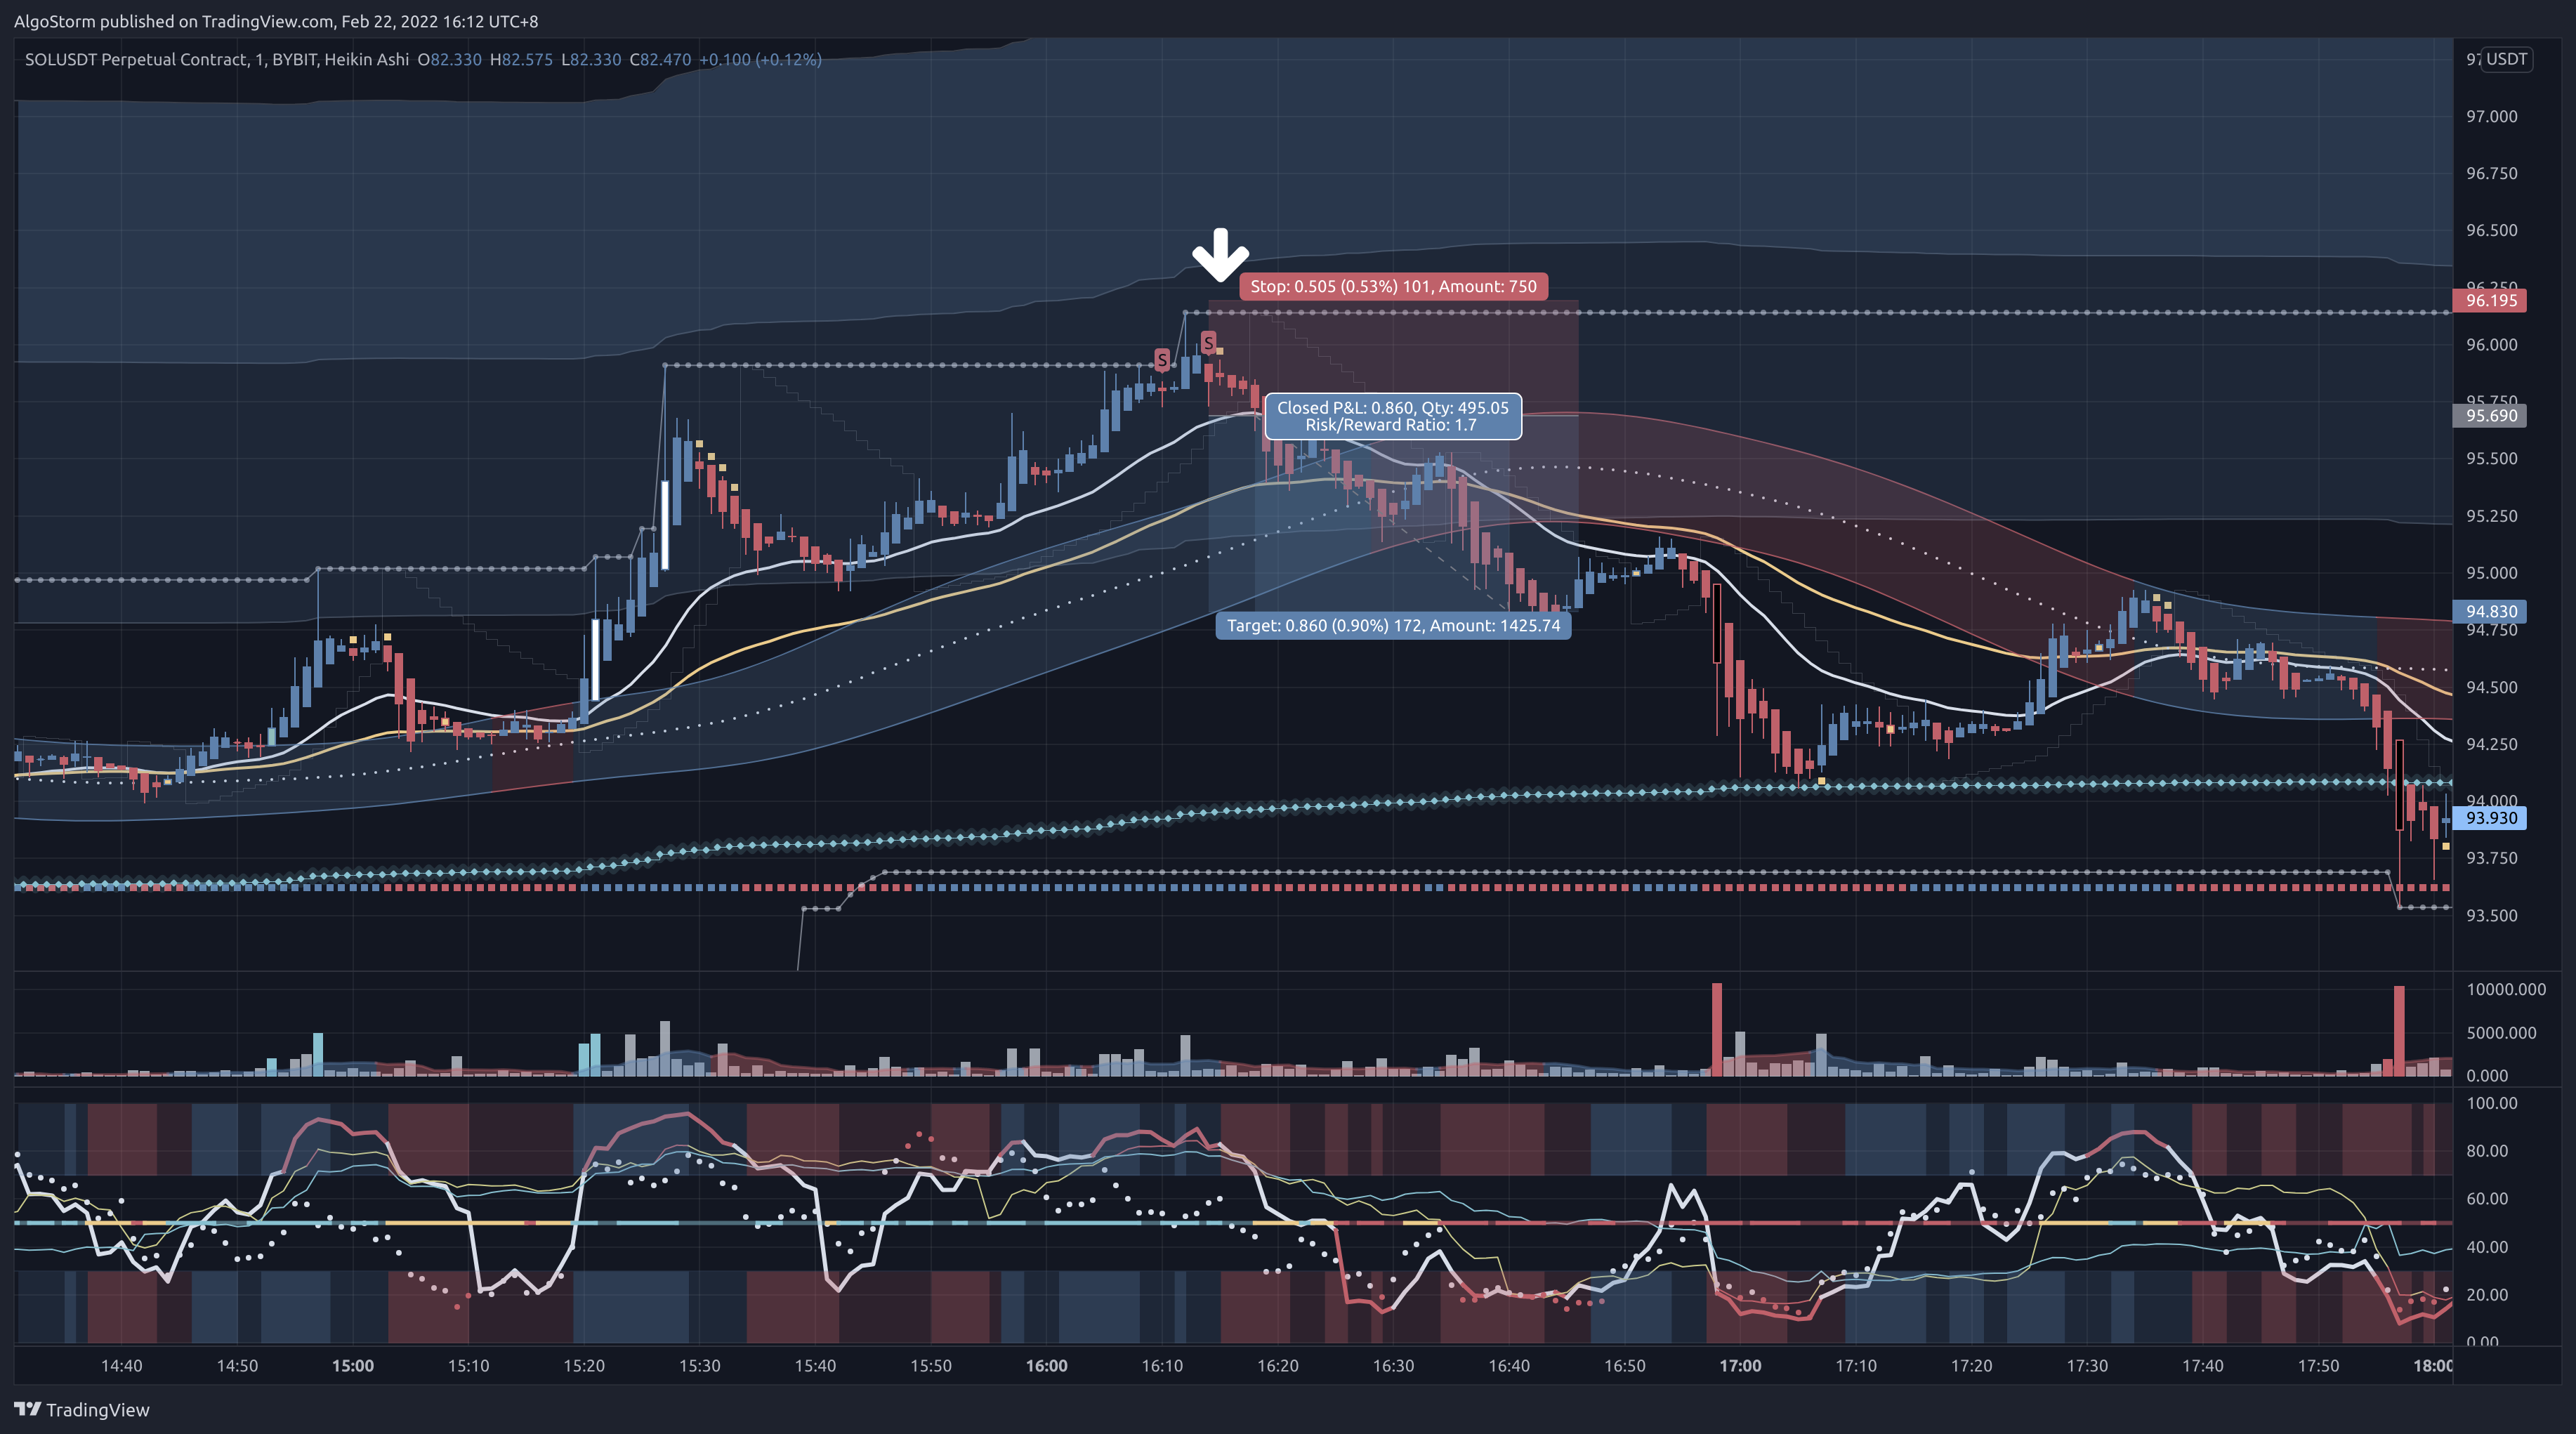 AlgoStorm published on TradingView.com, Feb 22, 2022 16:12 UTC+8
SOLUSDT Perpetual Contract, 1, BYBIT, Heikin Ashi O82.330 H82.575 L82.330 C82.470 +0.100 (+0.12%)
USDT
97.000
96.750
96.500
96.250
Stop: 0.505 (0.53%) 101, Amount: 750
96.195
S
S
96.000
Closed P&L: 0.860, Qty: 495.05
Risk/Reward Ratio: 1.7
95.750
95.690
95.500
95.250
95.000
94.830
Target: 0.860 (0.90%) 172, Amount: 1425.74
94.750
94.500
94.250
94.000
93.930
93.750
93.500
10000.000
5000.000
0.000
100.00
80.00
60.00
40.00
20.00
0.00
14:40 14:50 15:00 15:10 15:20 15:30 15:40 15:50 16:00 16:10 16:20 16:30 16:40 16:50 17:00 17:10 17:20 17:30 17:40 17:50 18:00
TradingView